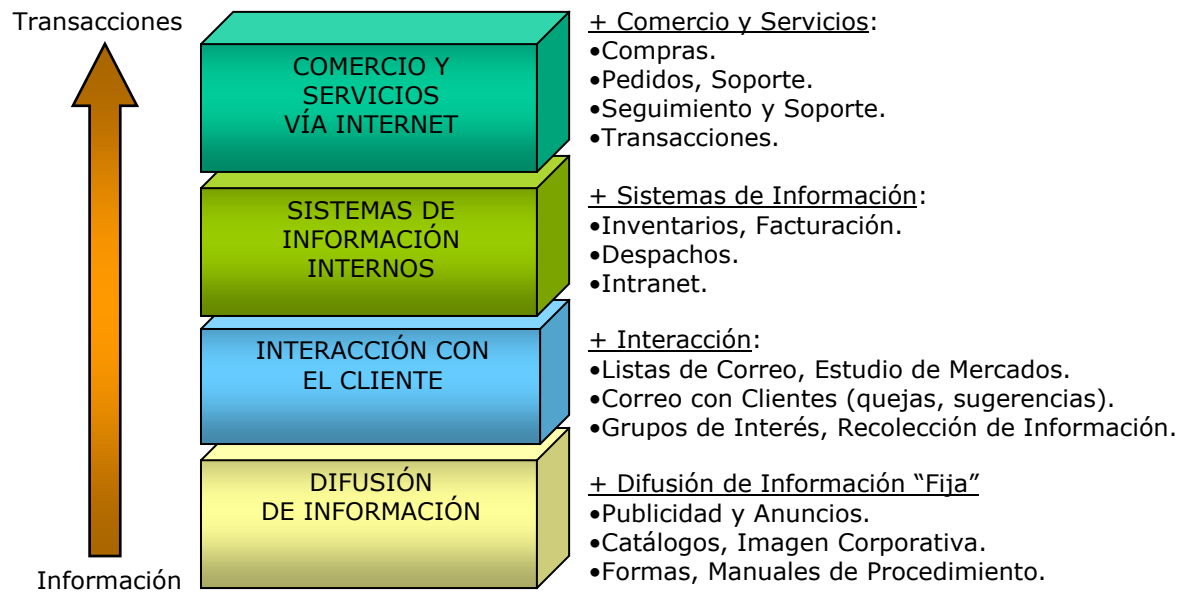 Transacciones
COMERCIO Y
SERVICIOS
VÍA INTERNET
+ Comercio y Servicios:
•Compras.
•Pedidos, Soporte.
•Seguimiento y Soporte.
•Transacciones.
SISTEMAS DE
INFORMACIÓN
INTERNOS
+ Sistemas de Información:
•Inventarios, Facturación.
•Despachos.
•Intranet.
INTERACCIÓN CON
EL CLIENTE
+ Interacción:
•Listas de Correo, Estudio de Mercados.
•Correo con Clientes (quejas, sugerencias).
•Grupos de Interés, Recolección de Información.
DIFUSIÓN
DE INFORMACIÓN
+ Difusión de Información “Fija”
•Publicidad y Anuncios.
•Catálogos, Imagen Corporativa.
•Formas, Manuales de Procedimiento.
Información